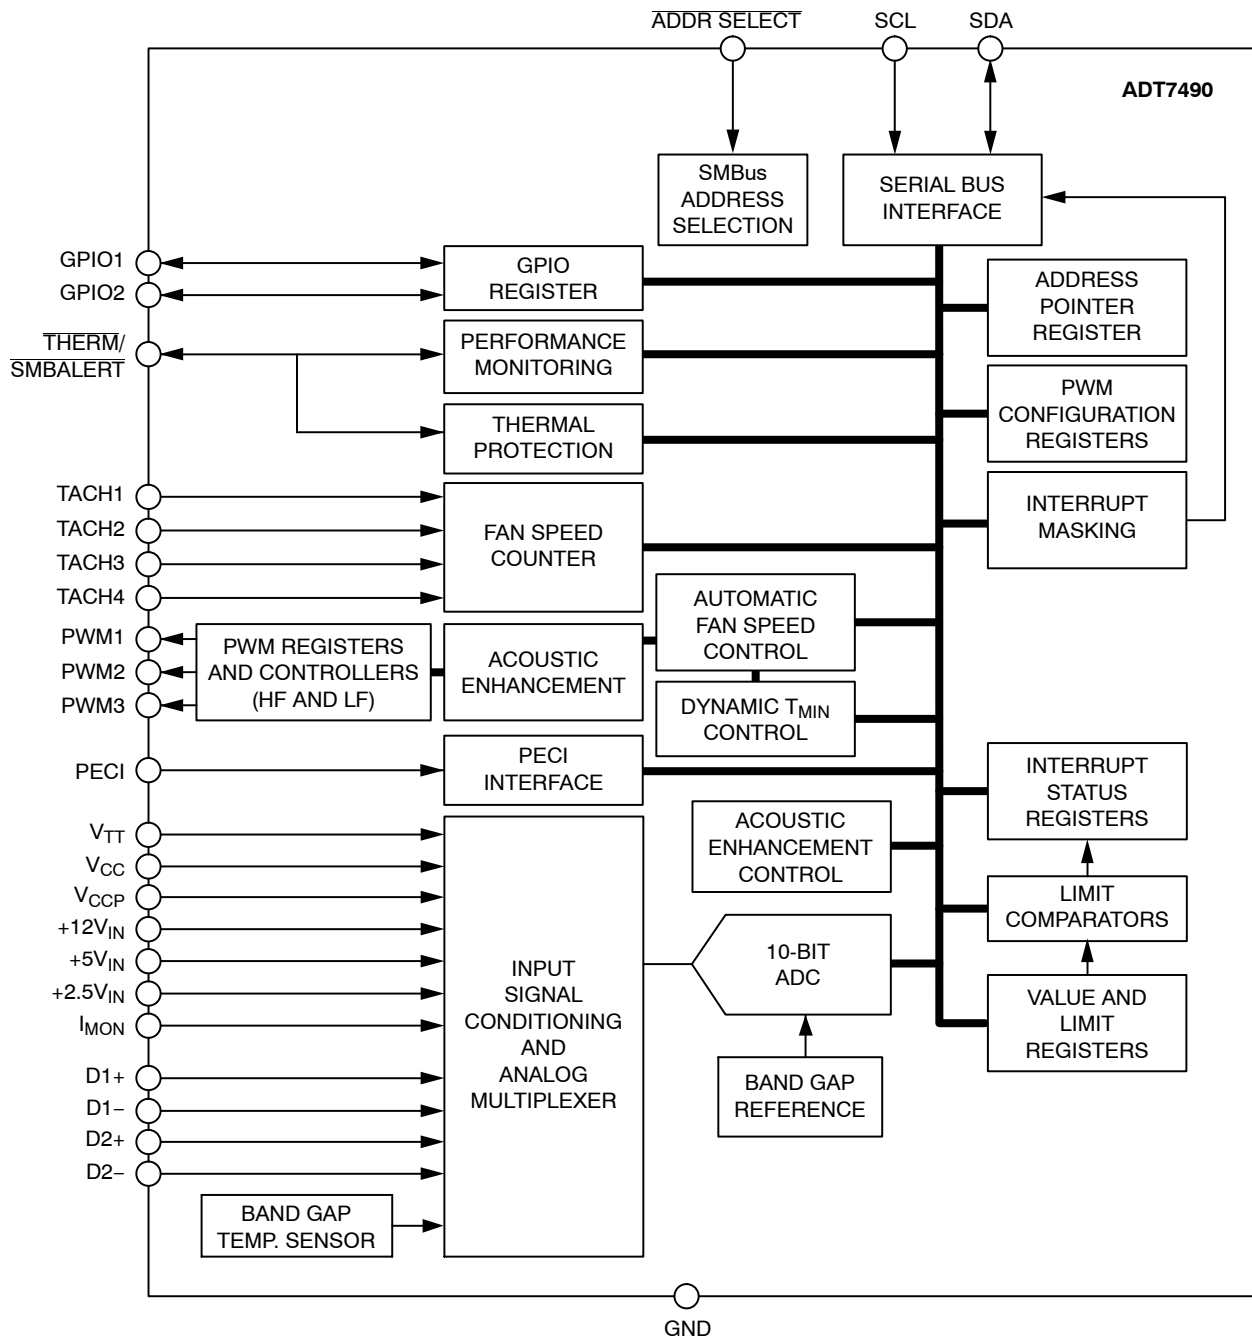 ADDR SELECT
SCL
SDA
ADT7490
SMBus
ADDRESS
SELECTION
SERIAL BUS
INTERFACE
GPIO1
GPIO2
GPIO
REGISTER
ADDRESS
POINTER
REGISTER
THERM/
SMBALERT
PERFORMANCE
MONITORING
PWM
CONFIGURATION
REGISTERS
THERMAL
PROTECTION
TACH1
TACH2
TACH3
TACH4
FAN SPEED
COUNTER
INTERRUPT
MASKING
AUTOMATIC
FAN SPEED
CONTROL
PWM1
PWM2
PWM3
PWM REGISTERS
AND CONTROLLERS
(HF AND LF)
ACOUSTIC
ENHANCEMENT
DYNAMIC TMIN
CONTROL
PECI
PECI
INTERFACE
INTERRUPT
STATUS
REGISTERS
VTT
VCC
VCCP
+12VIN
+5VIN
+2.5VIN
IMON
D1+
D1−
D2+
D2−
INPUT
SIGNAL
CONDITIONING
AND
ANALOG
MULTIPLEXER
ACOUSTIC
ENHANCEMENT
CONTROL
LIMIT
COMPARATORS
10-BIT
ADC
VALUE AND
LIMIT
REGISTERS
BAND GAP
REFERENCE
BAND GAP
TEMP. SENSOR
GND